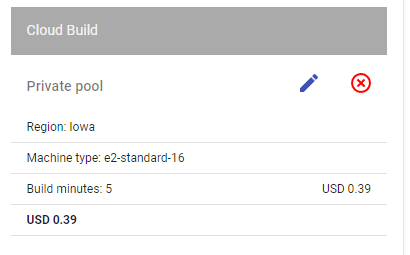 Cloud Build
Private pool
Region: Iowa
Machine type: e2-standard-16
Build minutes: 5 USD 0.39
USD 0.39